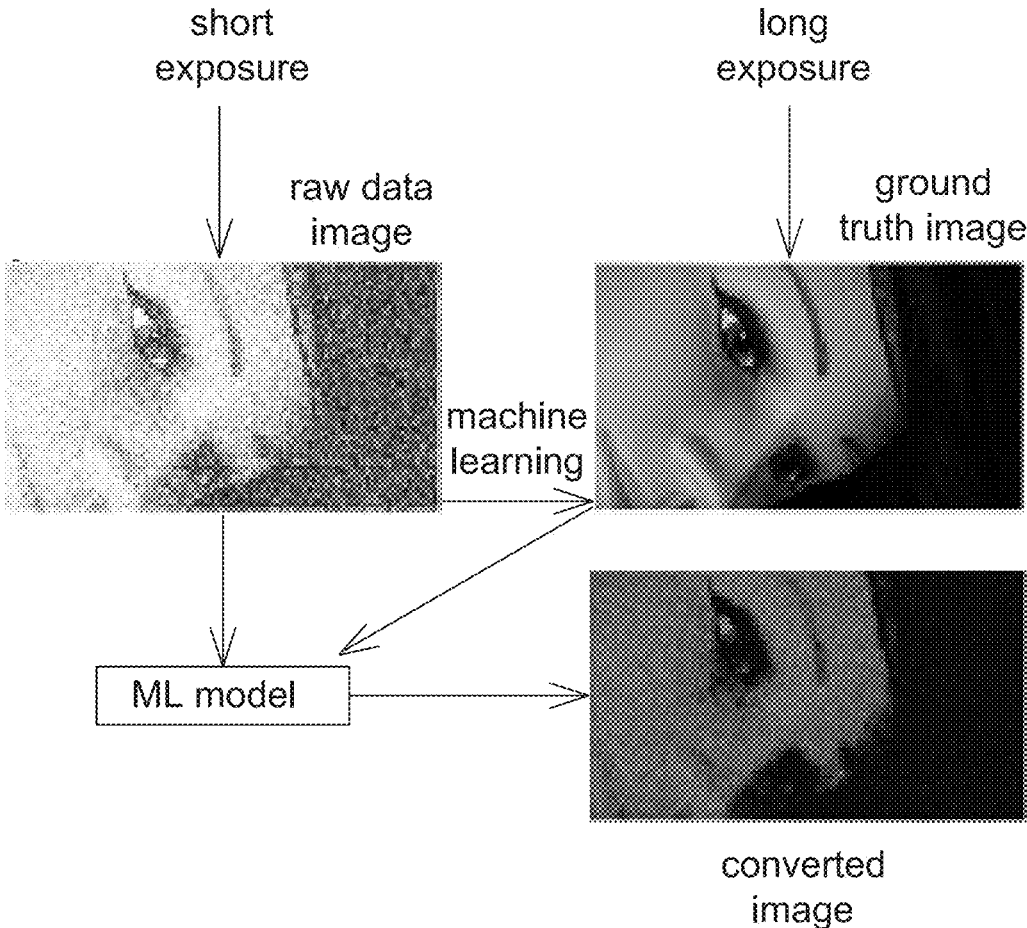 short
exposure
long
exposure
raw data
image
ground
truth image
machine
learning
ML model
converted
image